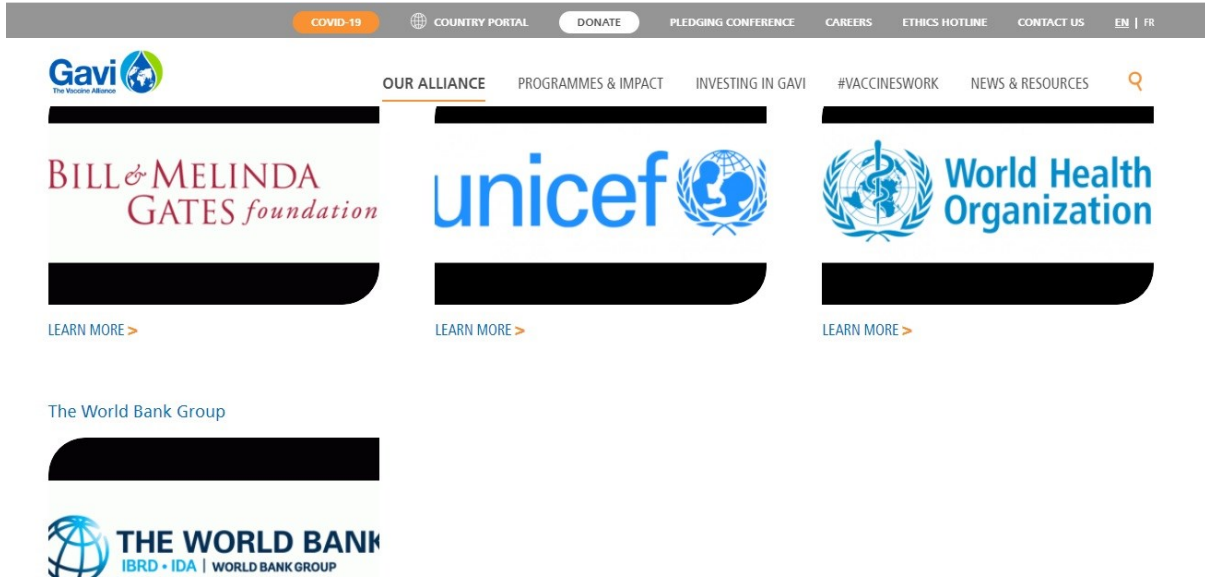 COVID-19 COUNTRY PORTAL DONATE PLEDGING CONFERENCE CAREERS ETHICS HOTLINE CONTACT US EN | FR
Gavi
The Vaccine Alliance
OUR ALLIANCE PROGRAMMES & IMPACT INVESTING IN GAVI #VACCINESWORK NEWS & RESOURCES
BILL & MELINDA
GATES foundation
unicef
World Health
Organization
LEARN MORE > LEARN MORE > LEARN MORE >
The World Bank Group
THE WORLD BANK
IBRD • IDA | WORLD BANK GROUP